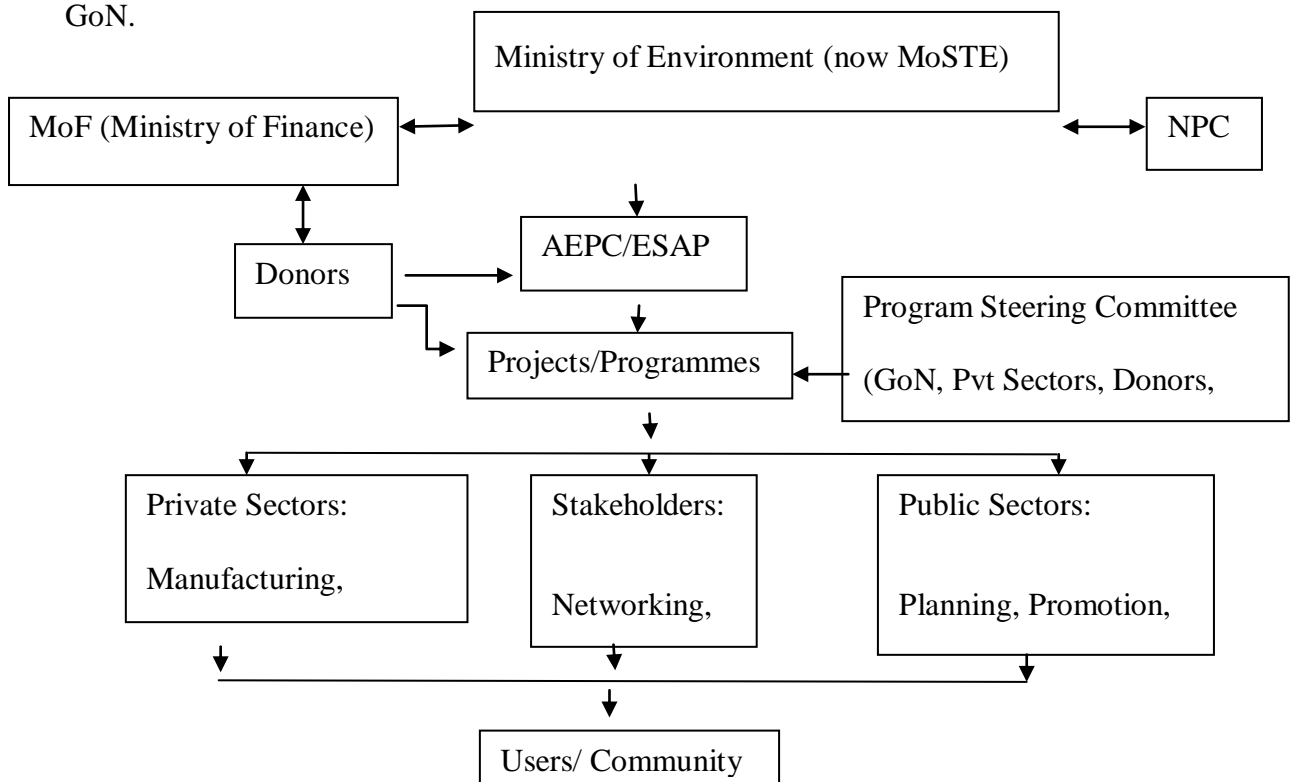 GoN.
Ministry of Environment (now MoSTE)
MoF (Ministry of Finance)
NPC
AEPC/ESAP
Donors
Program Steering Committee
(GoN, Pvt Sectors, Donors,
Projects/Programmes
Private Sectors:
Manufacturing,
Stakeholders:
Networking,
Public Sectors:
Planning, Promotion,
Users/ Community